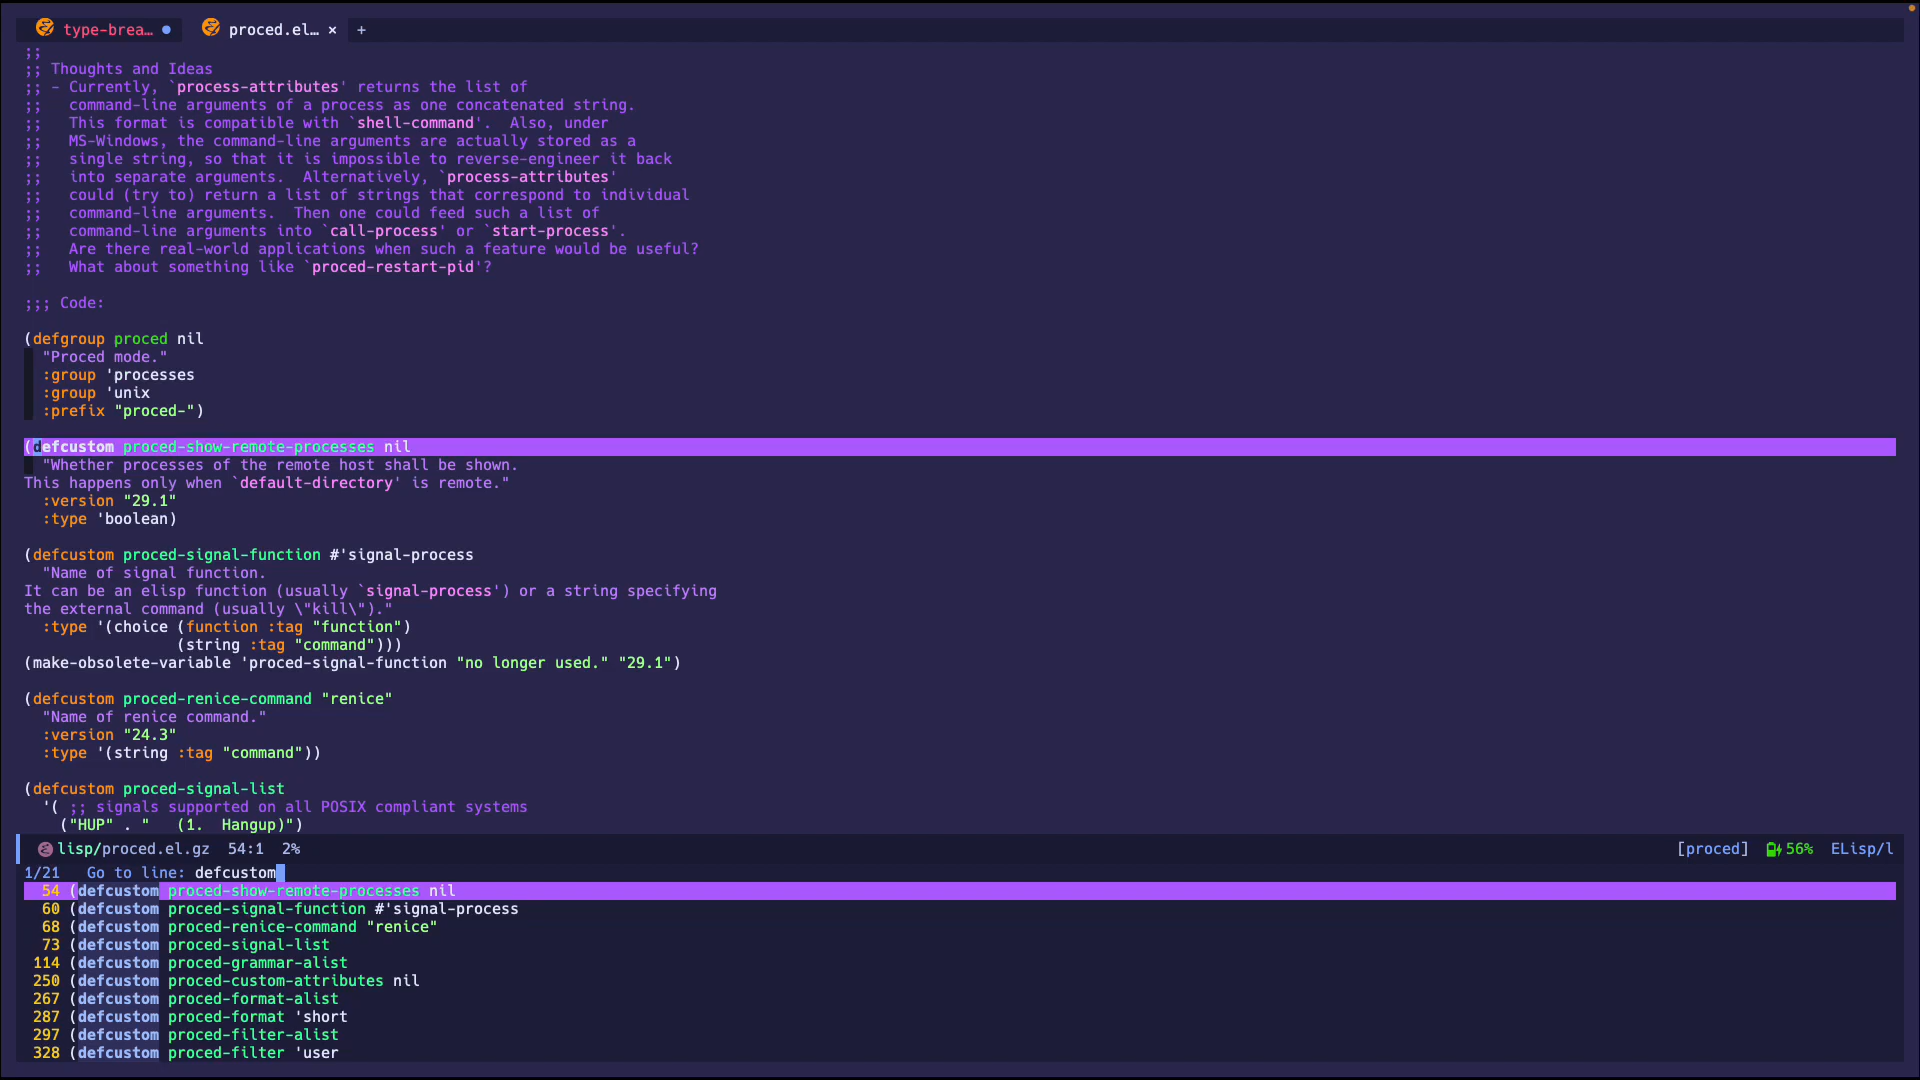 type-brea… ● proced.el… × +
;;
;; Thoughts and Ideas
;; - Currently, `process-attributes' returns the list of
;;   command-line arguments of a process as one concatenated string.
;;   This format is compatible with `shell-command'.  Also, under
;;   MS-Windows, the command-line arguments are actually stored as a
;;   single string, so that it is impossible to reverse-engineer it back
;;   into separate arguments.  Alternatively, `process-attributes'
;;   could (try to) return a list of strings that correspond to individual
;;   command-line arguments.  Then one could feed such a list of
;;   command-line arguments into `call-process' or `start-process'.
;;   Are there real-world applications when such a feature would be useful?
;;   What about something like `proced-restart-pid'?
;;; Code:
(defgroup proced nil
  "Proced mode."
  :group 'processes
  :group 'unix
  :prefix "proced-")
(defcustom proced-show-remote-processes nil
  "Whether processes of the remote host shall be shown.
This happens only when `default-directory' is remote."
  :version "29.1"
  :type 'boolean)
(defcustom proced-signal-function #'signal-process
  "Name of signal function.
It can be an elisp function (usually `signal-process') or a string specifying
the external command (usually \"kill\")."
  :type '(choice (function :tag "function")
                 (string :tag "command")))
(make-obsolete-variable 'proced-signal-function "no longer used." "29.1")
(defcustom proced-renice-command "renice"
  "Name of renice command."
  :version "24.3"
  :type '(string :tag "command"))
(defcustom proced-signal-list
  '( ;; signals supported on all POSIX compliant systems
    ("HUP" . "   (1.  Hangup)")
lisp/proced.el.gz  54:1  2% [proced] 56% ELisp/l
1/21   Go to line: defcustom
54 (defcustom proced-show-remote-processes nil
60 (defcustom proced-signal-function #'signal-process
68 (defcustom proced-renice-command "renice"
73 (defcustom proced-signal-list
114 (defcustom proced-grammar-alist
250 (defcustom proced-custom-attributes nil
267 (defcustom proced-format-alist
287 (defcustom proced-format 'short
297 (defcustom proced-filter-alist
328 (defcustom proced-filter 'user